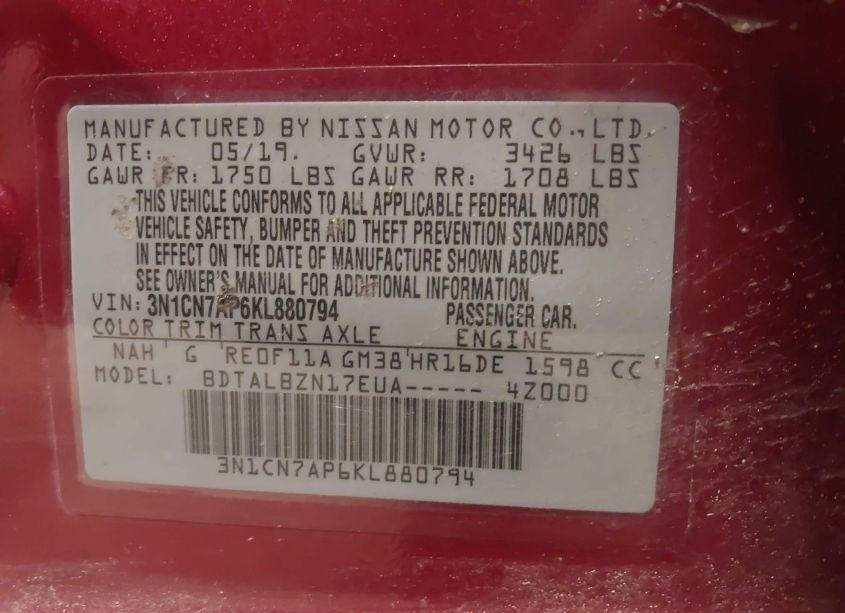 MANUFACTURED BY NISSAN MOTOR CO., LTD.
DATE: 05/19. GVWR: 3426 LBS
GAWR FR: 1750 LBS GAWR RR: 1708 LBS
THIS VEHICLE CONFORMS TO ALL APPLICABLE FEDERAL MOTOR
VEHICLE SAFETY, BUMPER AND THEFT PREVENTION STANDARDS
IN EFFECT ON THE DATE OF MANUFACTURE SHOWN ABOVE.
SEE OWNER'S MANUAL FOR ADDITIONAL INFORMATION.
VIN: 3N1CN7AP6KL880794 PASSENGER CAR.
COLOR TRIM TRANS AXLE ENGINE
NAH G RE0F11A GM38 HR16DE 1598 CC
MODEL: BDTALBZN17EUA----- 4Z000
3N1CN7AP6KL880794